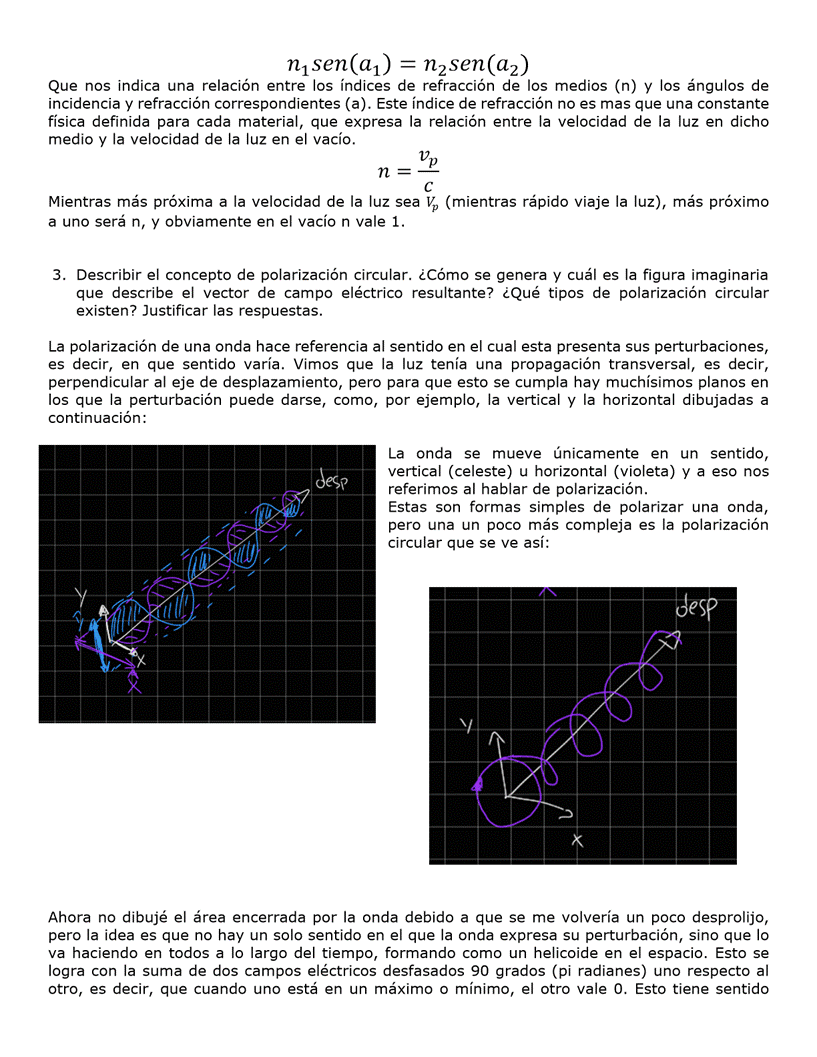 n₁sen(a₁) = n₂sen(a₂)
Que nos indica una relación entre los índices de refracción de los medios (n) y los ángulos de
incidencia y refracción correspondientes (a). Este índice de refracción no es mas que una constante
física definida para cada material, que expresa la relación entre la velocidad de la luz en dicho
medio y la velocidad de la luz en el vacío.
n = vₚ/c
Mientras más próxima a la velocidad de la luz sea Vₚ (mientras rápido viaje la luz), más próximo
a uno será n, y obviamente en el vacío n vale 1.
3. Describir el concepto de polarización circular. ¿Cómo se genera y cuál es la figura imaginaria
que describe el vector de campo eléctrico resultante? ¿Qué tipos de polarización circular
existen? Justificar las respuestas.
La polarización de una onda hace referencia al sentido en el cual esta presenta sus perturbaciones,
es decir, en que sentido varía. Vimos que la luz tenía una propagación transversal, es decir,
perpendicular al eje de desplazamiento, pero para que esto se cumpla hay muchísimos planos en
los que la perturbación puede darse, como, por ejemplo, la vertical y la horizontal dibujadas a
continuación:
desp
Y
X
X
La onda se mueve únicamente en un sentido,
vertical (celeste) u horizontal (violeta) y a eso nos
referimos al hablar de polarización.
Estas son formas simples de polarizar una onda,
pero una un poco más compleja es la polarización
circular que se ve así:
desp
Y
X
Ahora no dibujé el área encerrada por la onda debido a que se me volvería un poco desprolijo,
pero la idea es que no hay un solo sentido en el que la onda expresa su perturbación, sino que lo
va haciendo en todos a lo largo del tiempo, formando como un helicoide en el espacio. Esto se
logra con la suma de dos campos eléctricos desfasados 90 grados (pi radianes) uno respecto al
otro, es decir, que cuando uno está en un máximo o mínimo, el otro vale 0. Esto tiene sentido